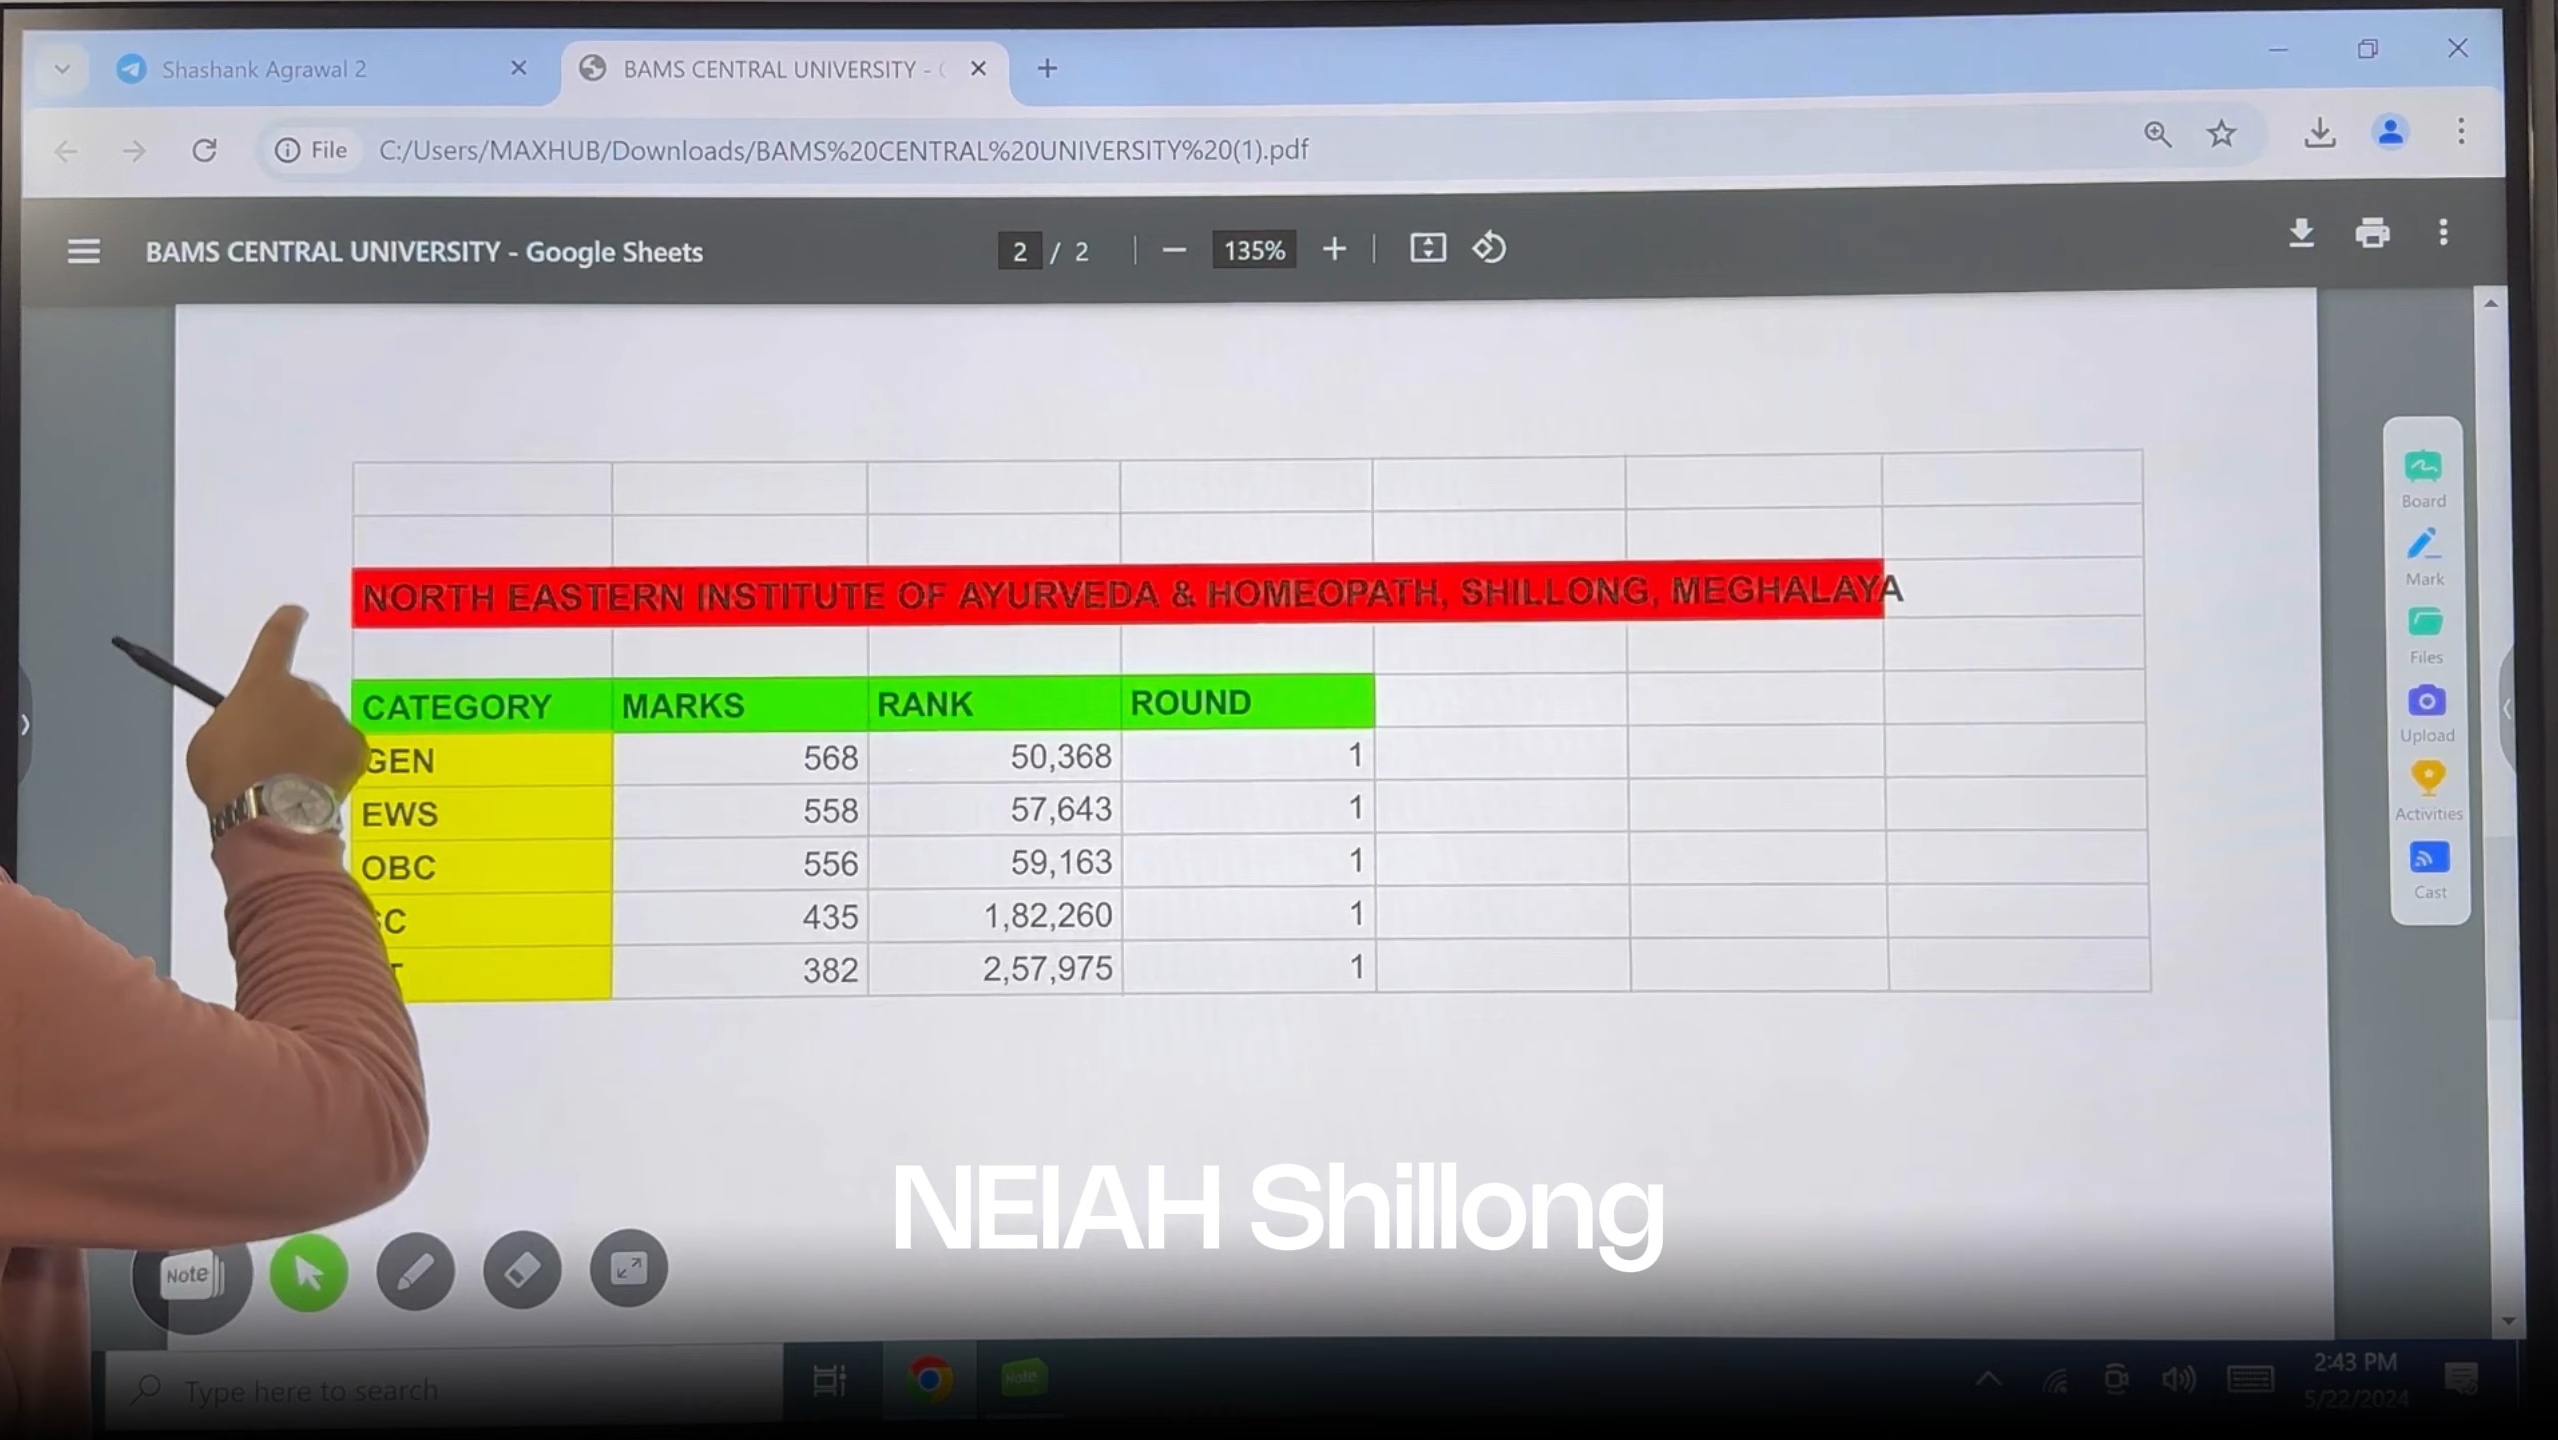 Shashank Agrawal 2
BAMS CENTRAL UNIVERSITY - (
File C:/Users/MAXHUB/Downloads/BAMS%20CENTRAL%20UNIVERSITY%20(1).pdf
BAMS CENTRAL UNIVERSITY - Google Sheets 2 / 2 135%
NORTH EASTERN INSTITUTE OF AYURVEDA & HOMEOPATH, SHILLONG, MEGHALAYA
CATEGORY MARKS RANK ROUND
GEN 568 50,368 1
EWS 558 57,643 1
OBC 556 59,163 1
SC 435 1,82,260 1
T 382 2,57,975 1
Board
Mark
Files
Upload
Activities
Cast
NEIAH Shillong
Note
Type here to search
Note
2:43 PM
5/22/2024